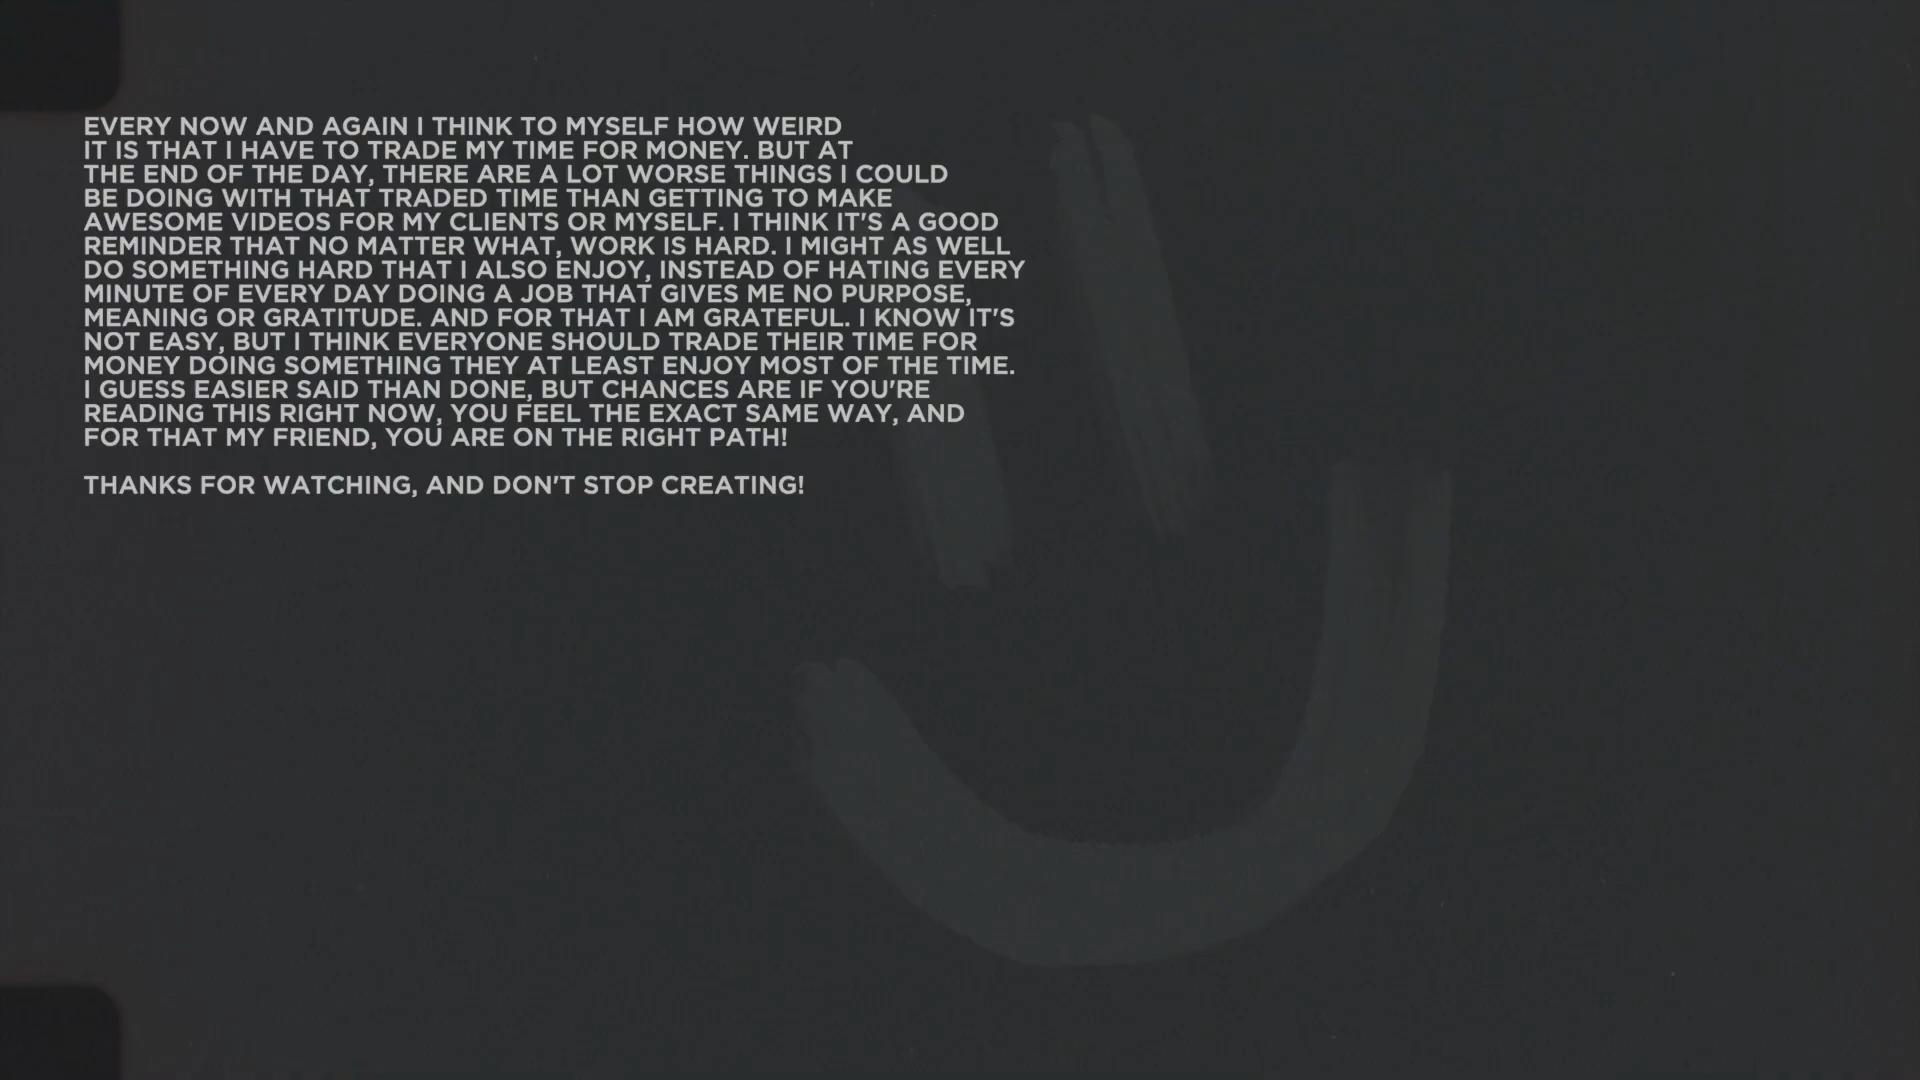 EVERY NOW AND AGAIN I THINK TO MYSELF HOW WEIRD
IT IS THAT I HAVE TO TRADE MY TIME FOR MONEY. BUT AT
THE END OF THE DAY, THERE ARE A LOT WORSE THINGS I COULD
BE DOING WITH THAT TRADED TIME THAN GETTING TO MAKE
AWESOME VIDEOS FOR MY CLIENTS OR MYSELF. I THINK IT'S A GOOD
REMINDER THAT NO MATTER WHAT, WORK IS HARD. I MIGHT AS WELL
DO SOMETHING HARD THAT I ALSO ENJOY, INSTEAD OF HATING EVERY
MINUTE OF EVERY DAY DOING A JOB THAT GIVES ME NO PURPOSE,
MEANING OR GRATITUDE. AND FOR THAT I AM GRATEFUL. I KNOW IT'S
NOT EASY, BUT I THINK EVERYONE SHOULD TRADE THEIR TIME FOR
MONEY DOING SOMETHING THEY AT LEAST ENJOY MOST OF THE TIME.
I GUESS EASIER SAID THAN DONE, BUT CHANCES ARE IF YOU'RE
READING THIS RIGHT NOW, YOU FEEL THE EXACT SAME WAY, AND
FOR THAT MY FRIEND, YOU ARE ON THE RIGHT PATH!
THANKS FOR WATCHING, AND DON'T STOP CREATING!